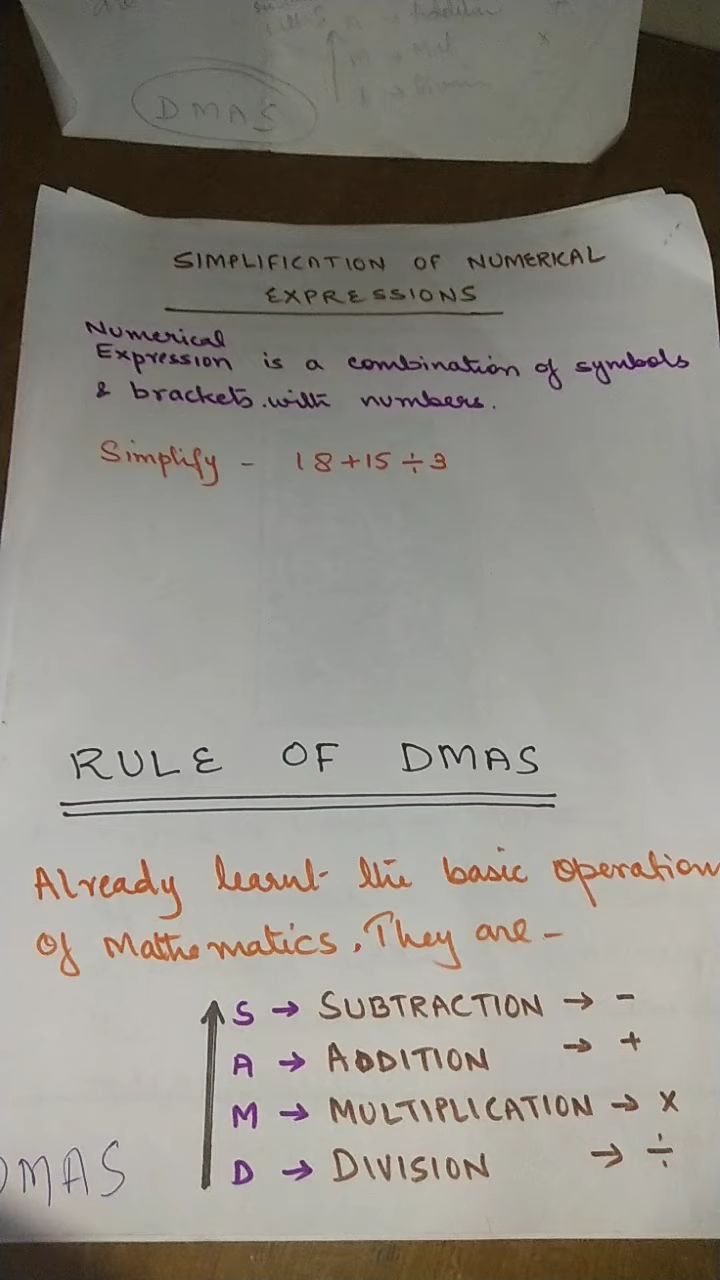 DMAS
SIMPLIFICATION OF NUMERICAL
EXPRESSIONS
Numerical
Expression is a combination of symbols
& brackets with numbers.
Simplify - 18+15÷3
RULE OF DMAS
Already learnt the basic operation
Of Mathematics. They are -
S → SUBTRACTION → -
A → ADDITION → +
M → MULTIPLICATION → ×
D → DIVISION → ÷
DMAS